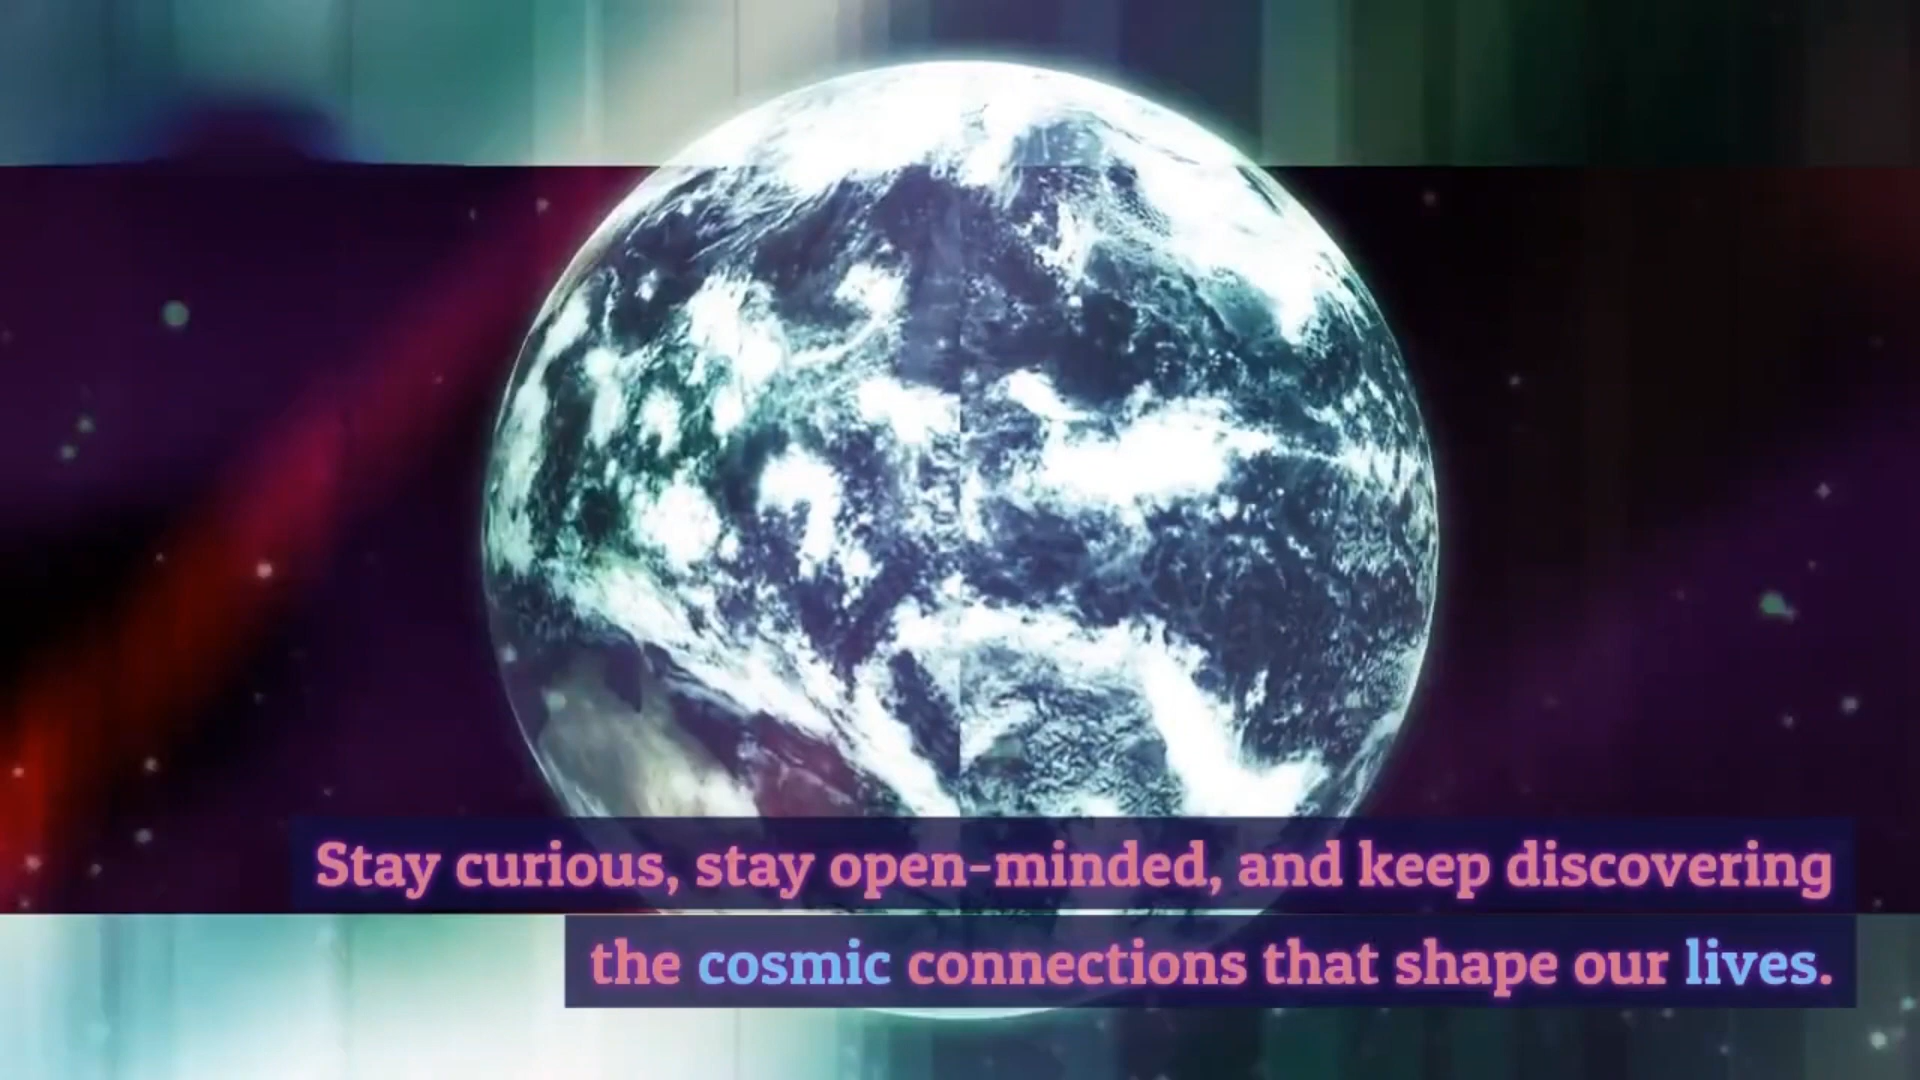 Stay curious, stay open-minded, and keep discovering
the cosmic connections that shape our lives.